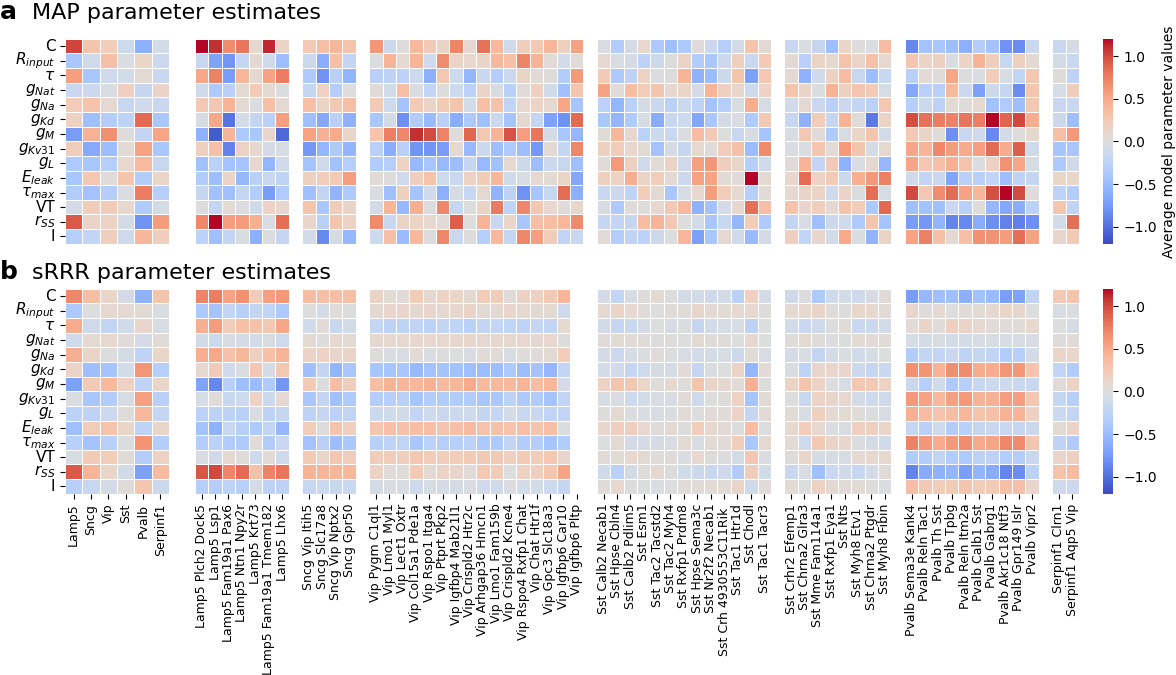 a MAP parameter estimates
C
R_input
τ
g_Nat
g_Na
g_Kd
g_M
g_Kv31
g_L
E_leak
τ_max
VT
r_SS
I
1.0
0.5
0.0
−0.5
−1.0
Average model parameter values
b sRRR parameter estimates
C
R_input
τ
g_Nat
g_Na
g_Kd
g_M
g_Kv31
g_L
E_leak
τ_max
VT
r_SS
I
1.0
0.5
0.0
−0.5
−1.0
Lamp5
Sncg
Vip
Sst
Pvalb
Serpinf1
Lamp5 Plch2 Dock5
Lamp5 Lsp1
Lamp5 Fam19a1 Pax6
Lamp5 Ntn1 Npy2r
Lamp5 Krt73
Lamp5 Fam19a1 Tmem182
Lamp5 Lhx6
Sncg Vip Itih5
Sncg Slc17a8
Sncg Vip Nptx2
Sncg Gpr50
Vip Pygm C1ql1
Vip Lmo1 Myl1
Vip Lect1 Oxtr
Vip Col15a1 Pde1a
Vip Rspo1 Itga4
Vip Ptprt Pkp2
Vip Igfbp4 Mab21l1
Vip Crispld2 Htr2c
Vip Arhgap36 Hmcn1
Vip Lmo1 Fam159b
Vip Crispld2 Kcne4
Vip Rspo4 Rxfp1 Chat
Vip Chat Htr1f
Vip Gpc3 Slc18a3
Vip Igfbp6 Car10
Vip Igfbp6 Pltp
Sst Calb2 Necab1
Sst Hpse Cbln4
Sst Calb2 Pdlim5
Sst Esm1
Sst Tac2 Tacstd2
Sst Tac2 Myh4
Sst Rxfp1 Prdm8
Sst Hpse Sema3c
Sst Nr2f2 Necab1
Sst Crh 4930553C11Rik
Sst Tac1 Htr1d
Sst Chodl
Sst Tac1 Tacr3
Sst Crhr2 Efemp1
Sst Chrna2 Glra3
Sst Mme Fam114a1
Sst Rxfp1 Eya1
Sst Nts
Sst Myh8 Etv1
Sst Chrna2 Ptgdr
Sst Myh8 Fibin
Pvalb Sema3e Kank4
Pvalb Reln Tac1
Pvalb Th Sst
Pvalb Tpbg
Pvalb Reln Itm2a
Pvalb Calb1 Sst
Pvalb Gabrg1
Pvalb Akr1c18 Ntf3
Pvalb Gpr149 Islr
Pvalb Vipr2
Serpinf1 Clrn1
Serpinf1 Aqp5 Vip